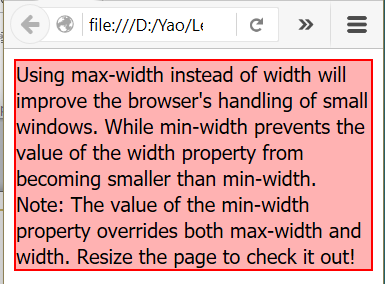 file:///D:/Yao/Le
Using max-width instead of width will
improve the browser's handling of small
windows. While min-width prevents the
value of the width property from
becoming smaller than min-width.
Note: The value of the min-width
property overrides both max-width and
width. Resize the page to check it out!